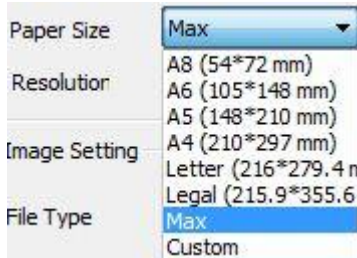 Paper Size Max
A8 (54*72 mm)
Resolution A6 (105*148 mm)
A5 (148*210 mm)
Image Setting A4 (210*297 mm)
Letter (216*279.4 m
Legal (215.9*355.6
File Type Max
Custom